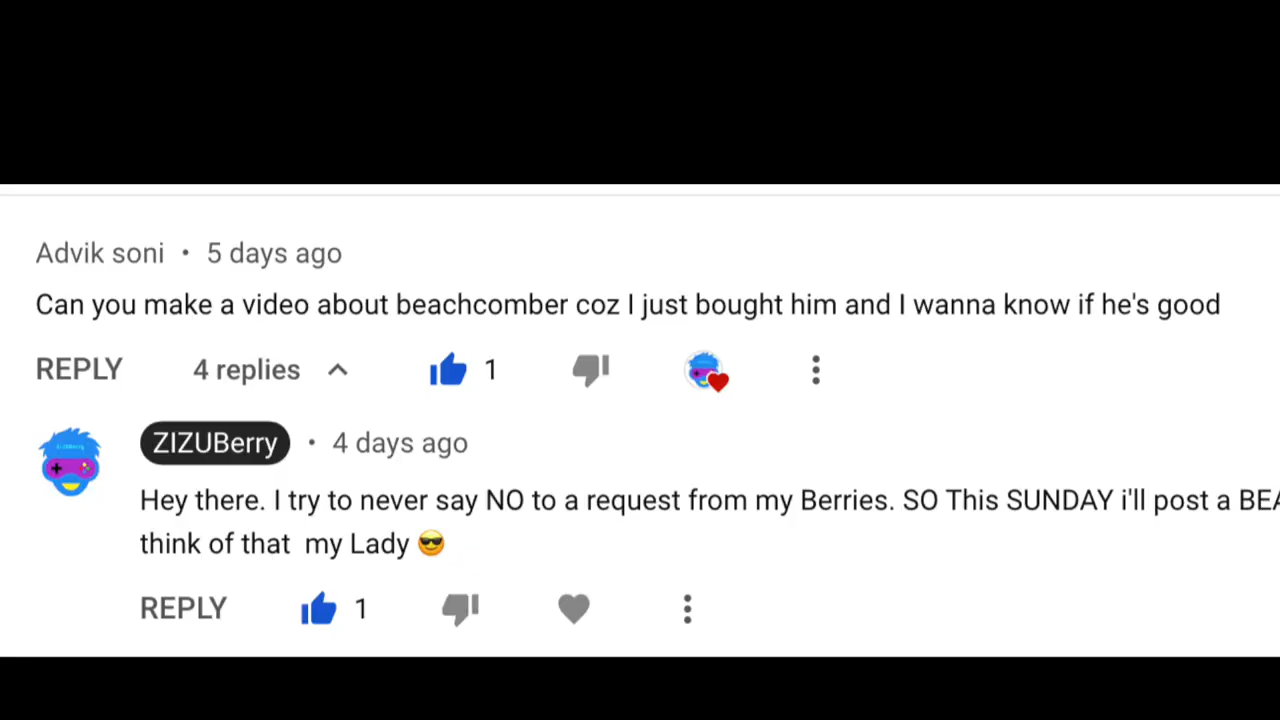 Advik soni • 5 days ago
Can you make a video about beachcomber coz I just bought him and I wanna know if he's good
REPLY 4 replies 1
ZIZUBerry • 4 days ago
Hey there. I try to never say NO to a request from my Berries. SO This SUNDAY i'll post a
think of that my Lady 😎
REPLY 1